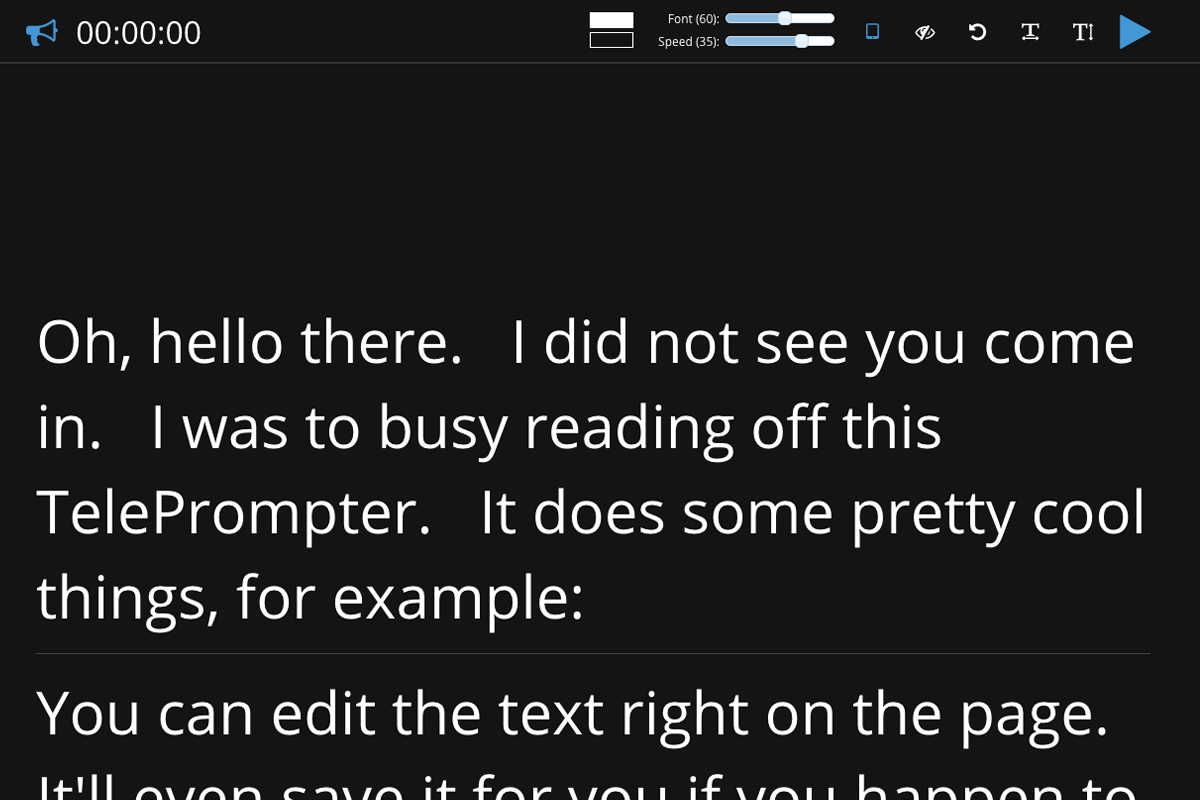 00:00:00
Font (60):
Speed (35):
Oh, hello there.   I did not see you come
in.   I was to busy reading off this
TelePrompter.   It does some pretty cool
things, for example:
You can edit the text right on the page.
It'll even save it for you if you happen to